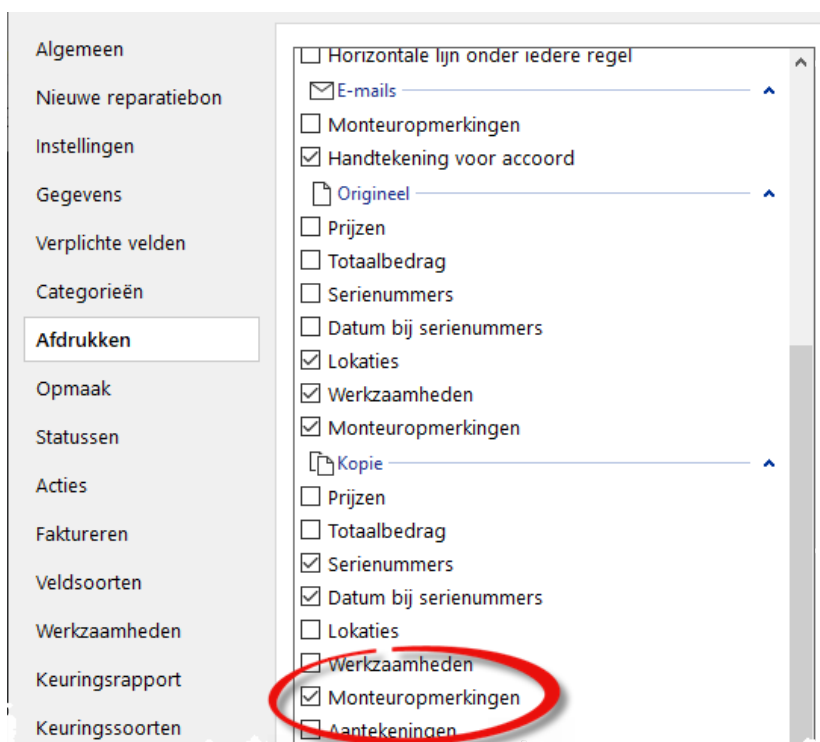 Algemeen
Nieuwe reparatiebon
Instellingen
Gegevens
Verplichte velden
Categorieën
Afdrukken
Opmaak
Statussen
Acties
Faktureren
Veldsoorten
Werkzaamheden
Keuringsrapport
Keuringssoorten
Horizontale lijn onder iedere regel
E-mails
Monteuropmerkingen
Handtekening voor accoord
Origineel
Prijzen
Totaalbedrag
Serienummers
Datum bij serienummers
Lokaties
Werkzaamheden
Monteuropmerkingen
Kopie
Prijzen
Totaalbedrag
Serienummers
Datum bij serienummers
Lokaties
Werkzaamheden
Monteuropmerkingen
Aantekeningen